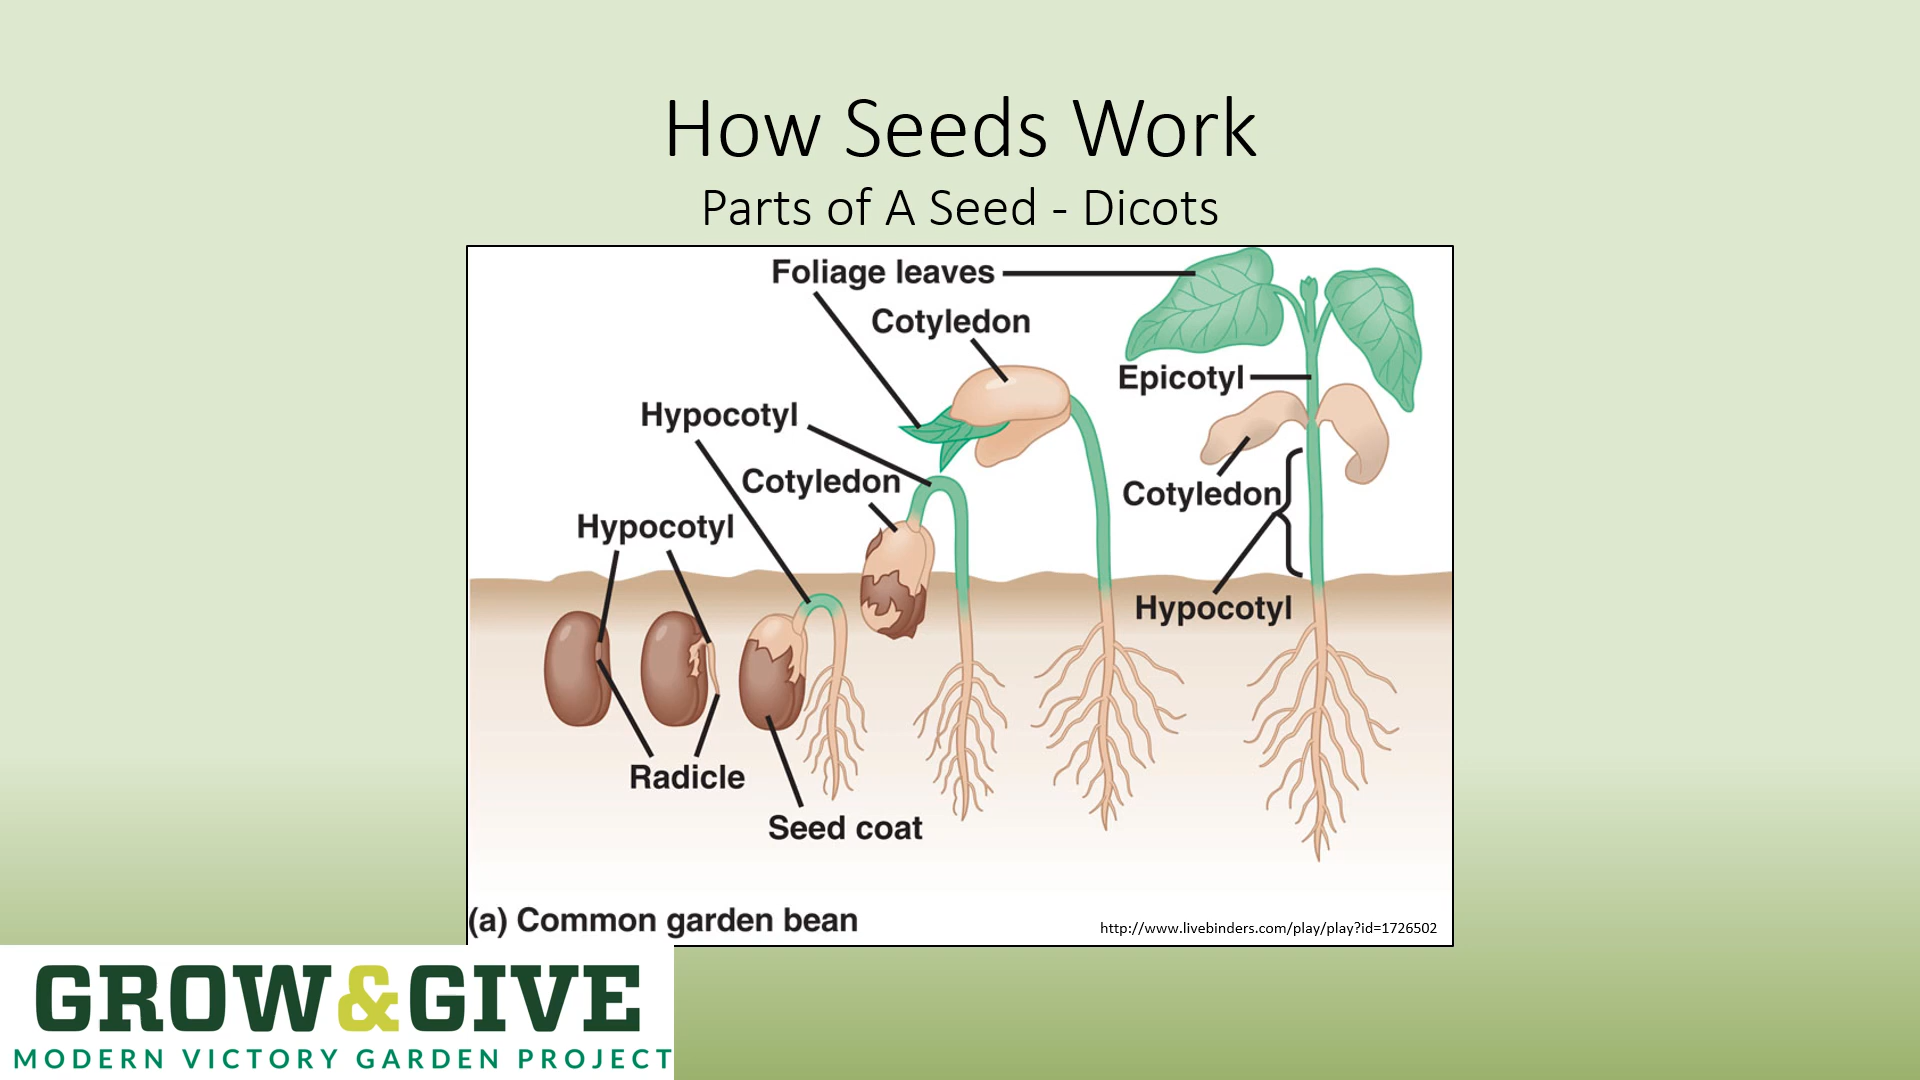 How Seeds Work
Parts of A Seed - Dicots
Foliage leaves
Cotyledon
Epicotyl
Hypocotyl
Cotyledon
Cotyledon
Hypocotyl
Hypocotyl
Radicle
Seed coat
(a) Common garden bean
http://www.livebinders.com/play/play?id=1726502
GROW&GIVE
MODERN VICTORY GARDEN PROJECT